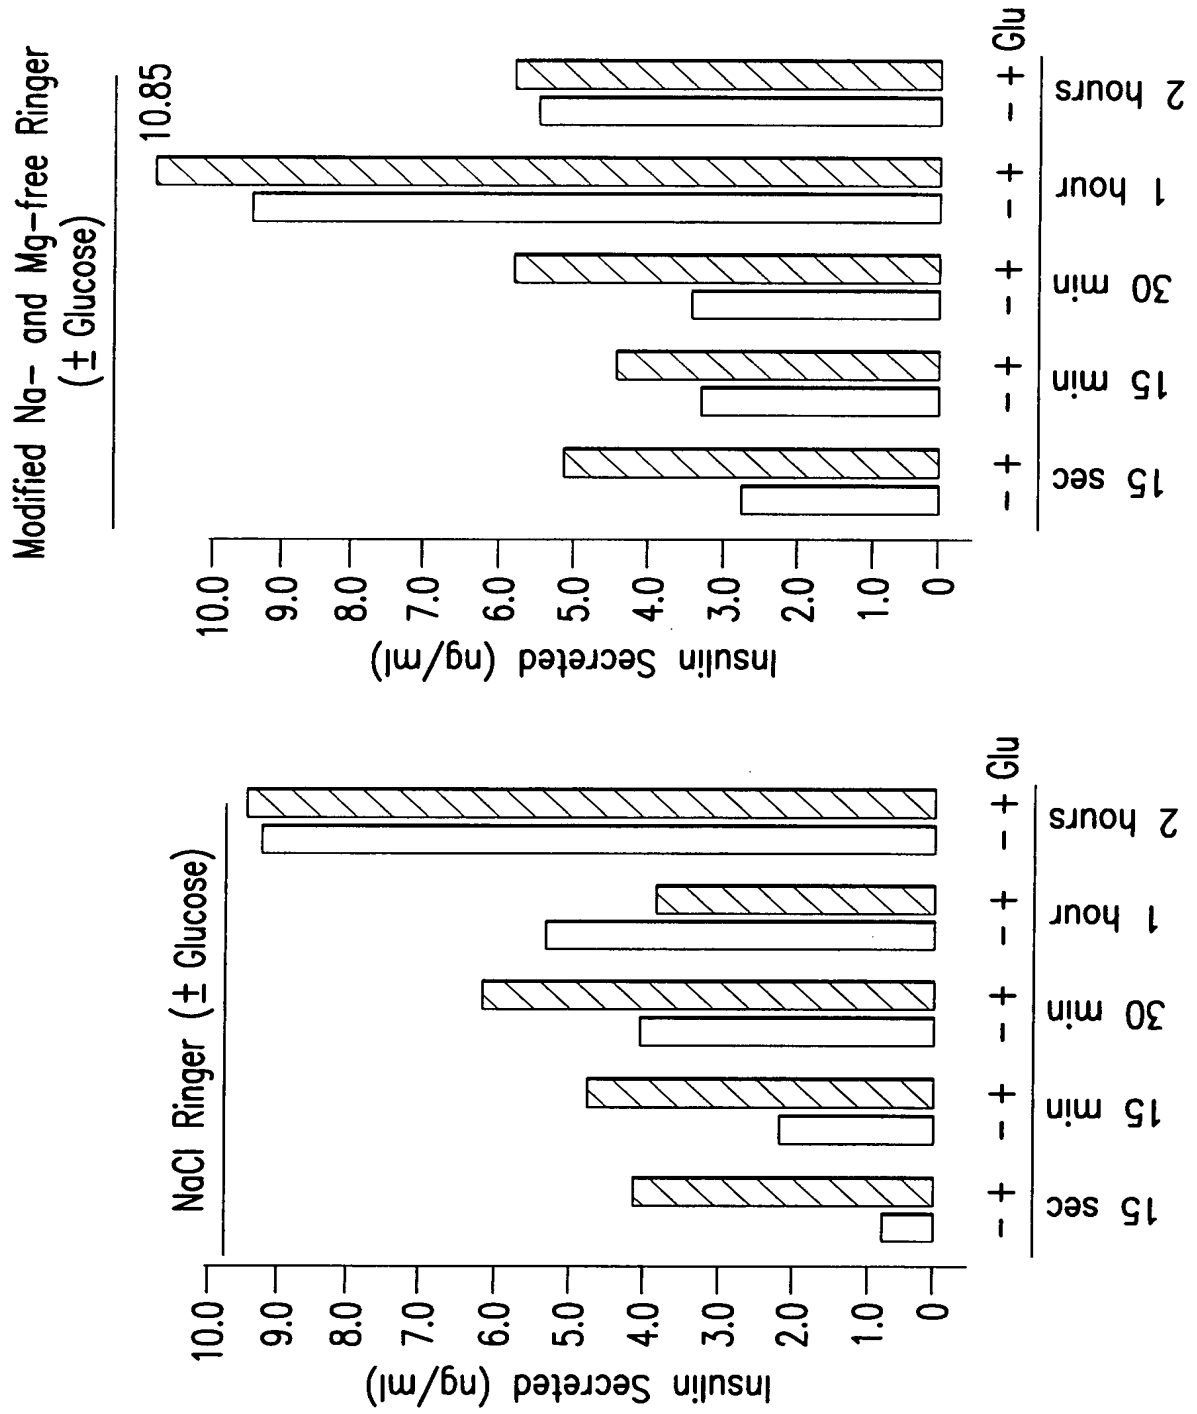 NaCl Ringer (± Glucose)
Insulin Secreted (ng/ml)
10.0
9.0
8.0
7.0
6.0
5.0
4.0
3.0
2.0
1.0
0
- + - + - + - + - + Glu
15 sec 15 min 30 min 1 hour 2 hours
Modified Na- and Mg-free Ringer
(± Glucose)
10.85
Insulin Secreted (ng/ml)
10.0
9.0
8.0
7.0
6.0
5.0
4.0
3.0
2.0
1.0
0
- + - + - + - + - + Glu
15 sec 15 min 30 min 1 hour 2 hours